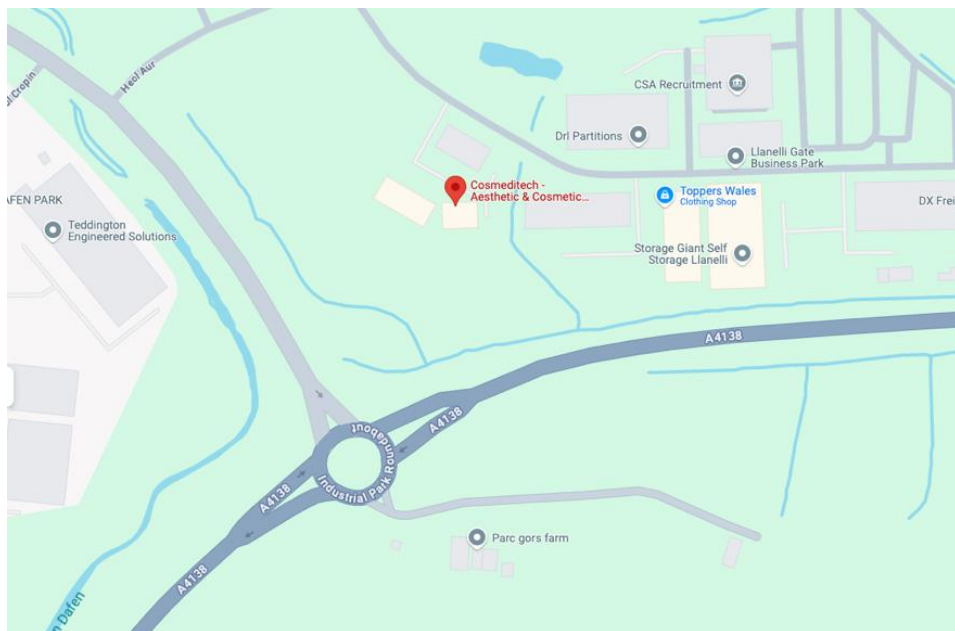 Heol Cropin
Heol Aur
CSA Recruitment
Drl Partitions
Llanelli Gate
Business Park
Cosmeditech -
Aesthetic & Cosmetic...
Toppers Wales
Clothing Shop
DX Frei
AFEN PARK
Teddington
Engineered Solutions
Storage Giant Self
Storage Llanelli
A4138
A4138
Industrial Park Roundabout
A4138
Parc gors farm
A4138
n Dafen